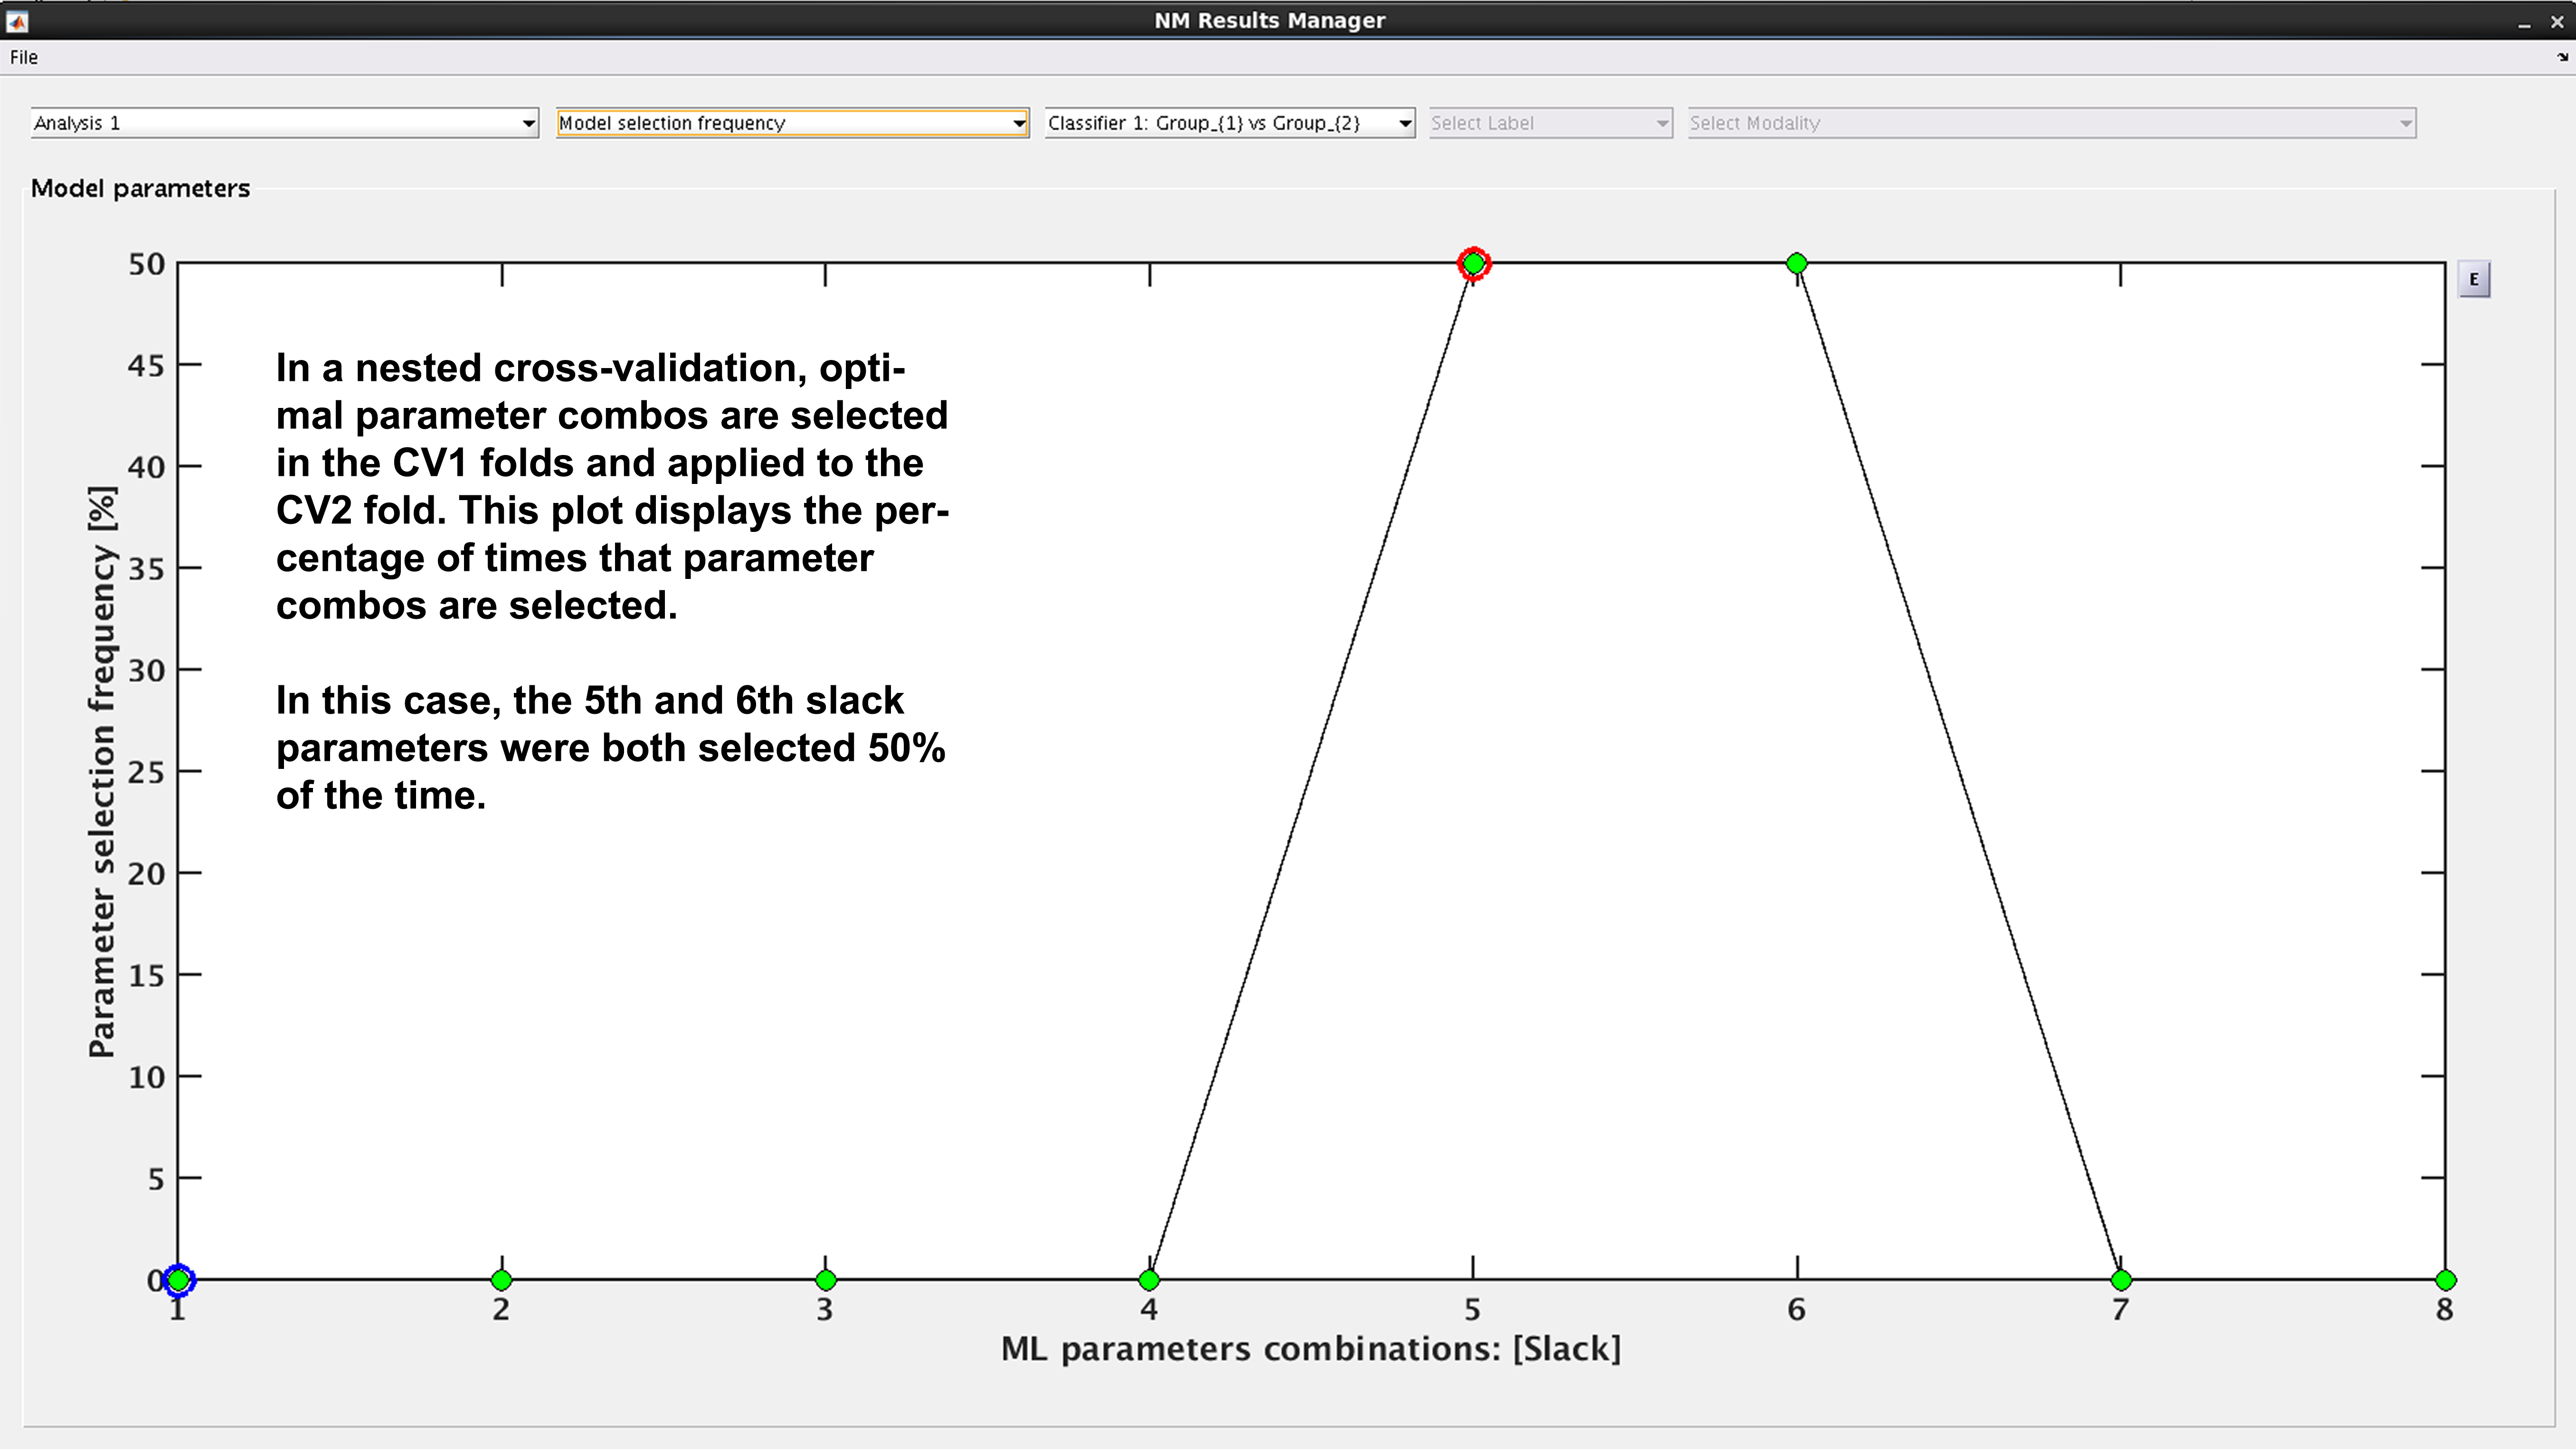 NM Results Manager
File
Analysis 1
Model selection frequency
Classifier 1: Group_{1} vs Group_{2}
Select Label
Select Modality
Model parameters
E
50
45
40
35
30
25
20
15
10
5
0
Parameter selection frequency [%]
In a nested cross-validation, opti-
mal parameter combos are selected
in the CV1 folds and applied to the
CV2 fold. This plot displays the per-
centage of times that parameter
combos are selected.
In this case, the 5th and 6th slack
parameters were both selected 50%
of the time.
1 2 3 4 5 6 7 8
ML parameters combinations: [Slack]